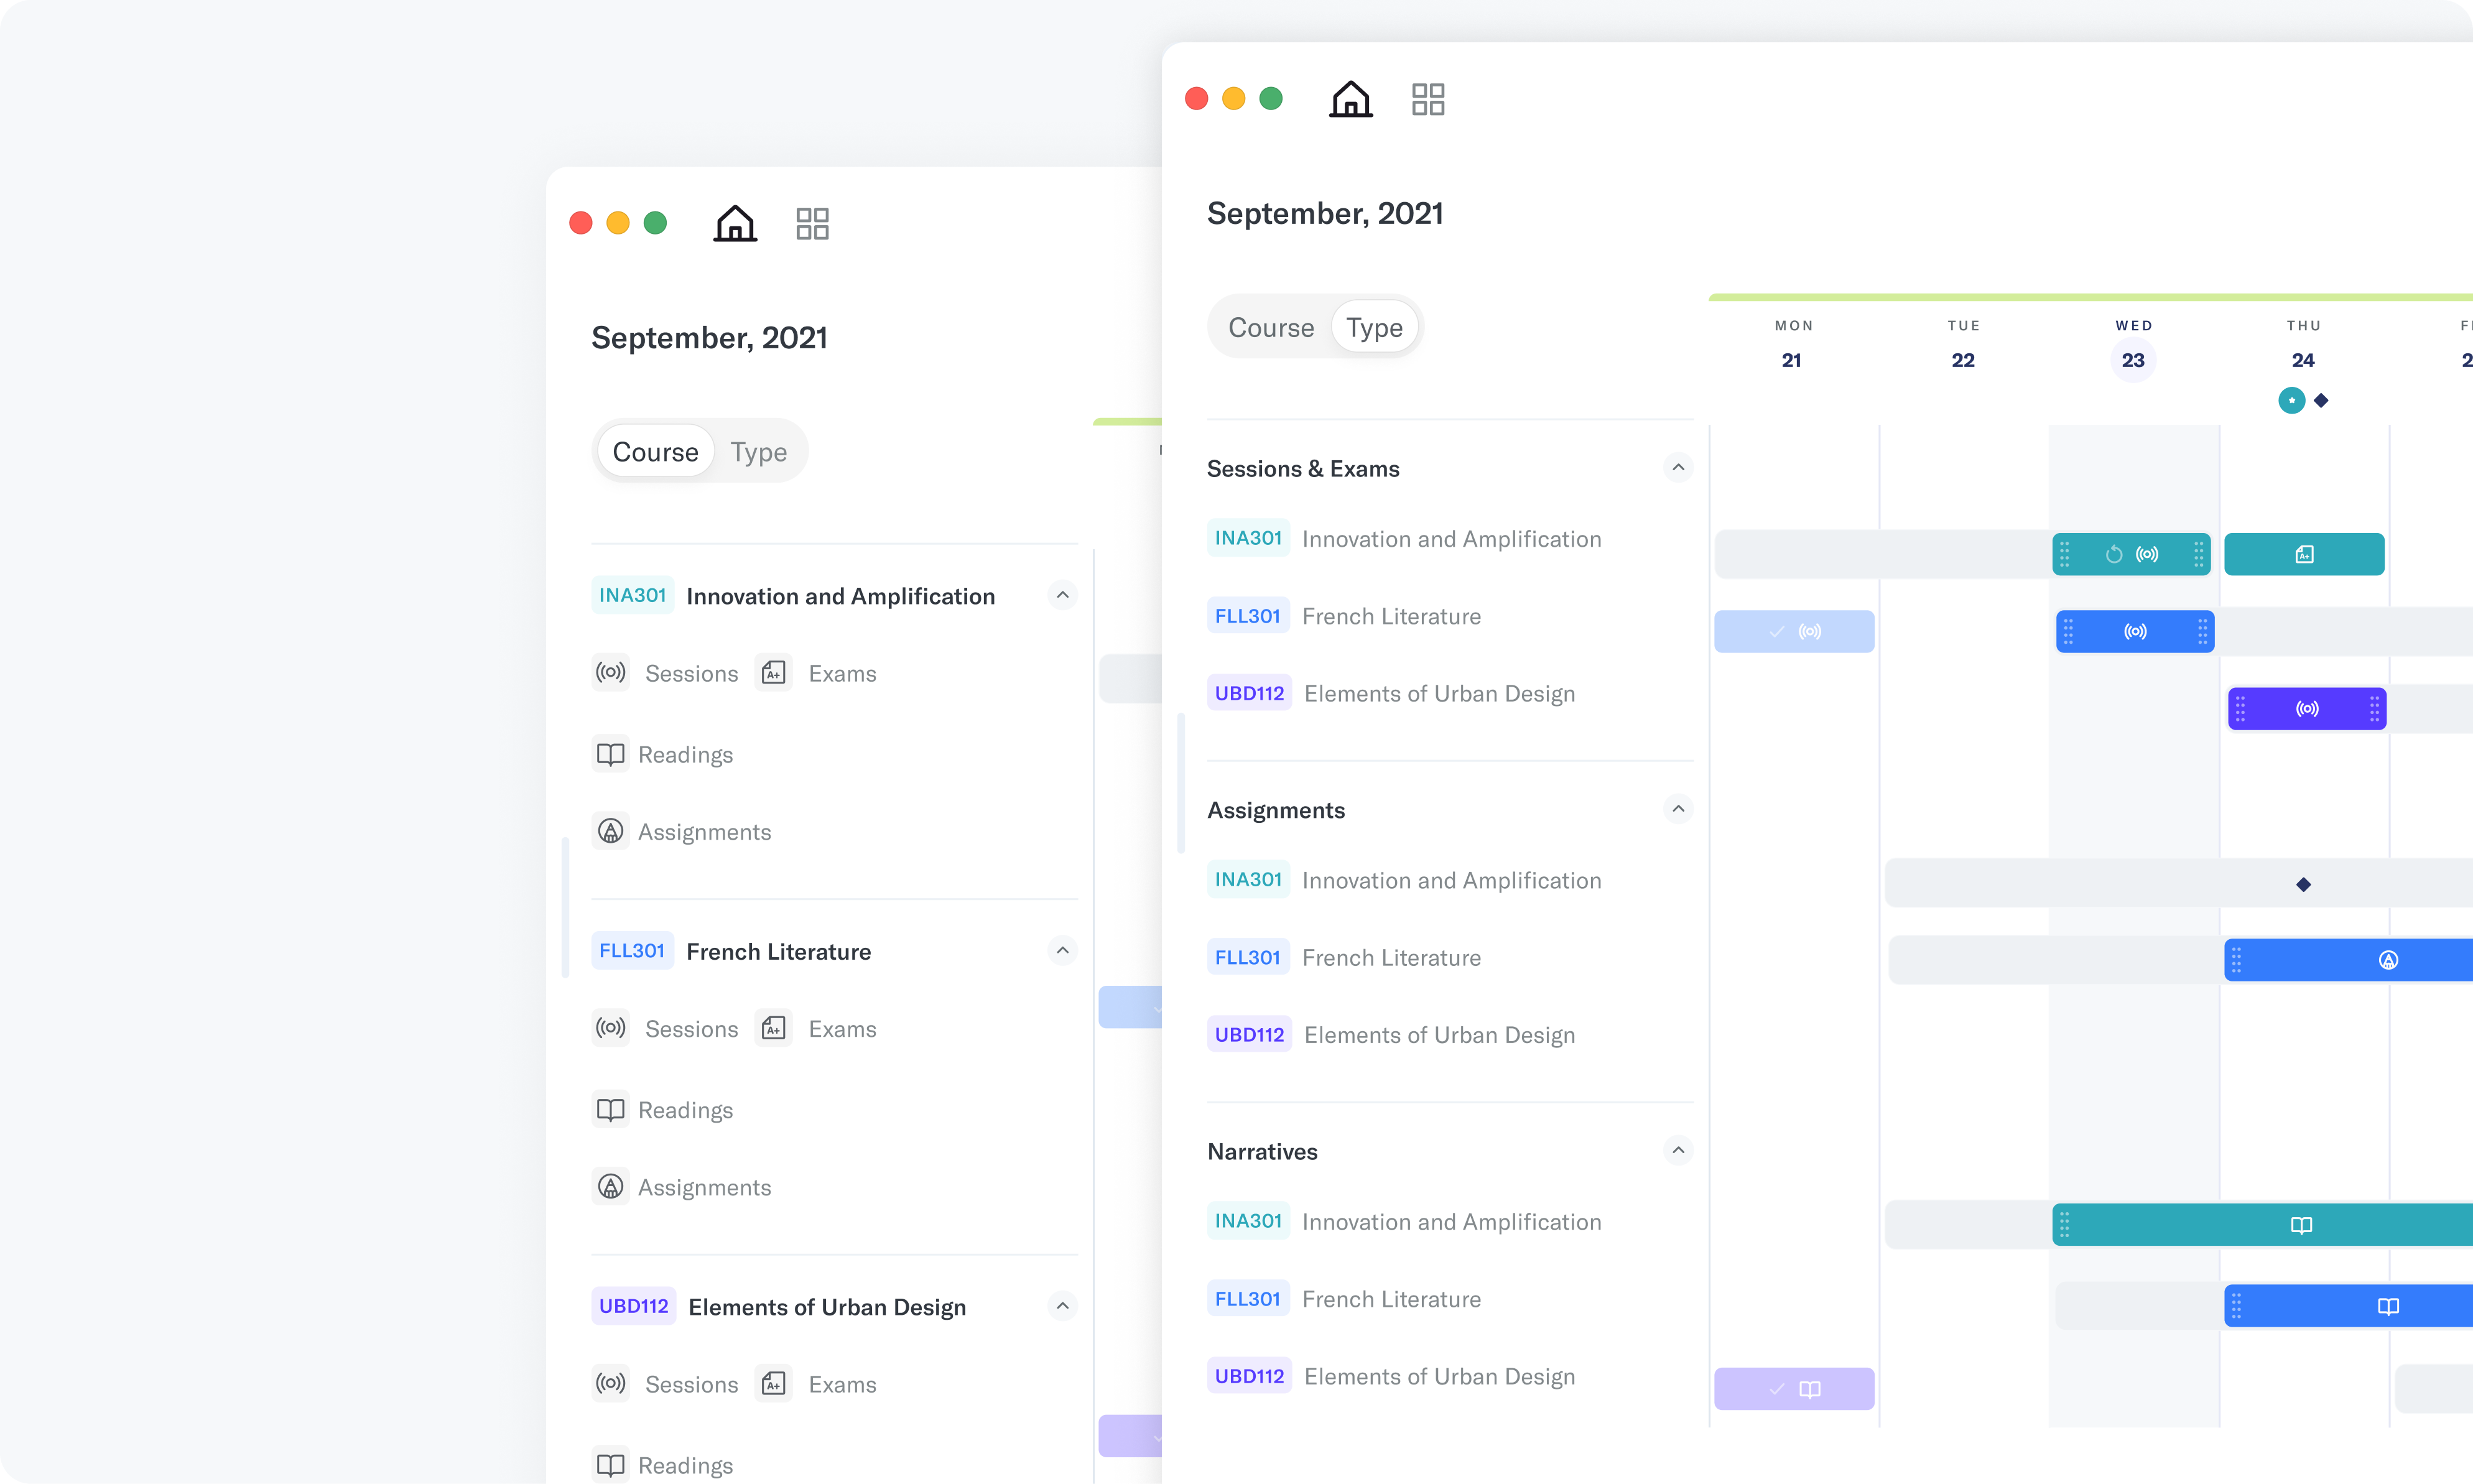 September, 2021
Course Type
INA301 Innovation and Amplification
Sessions Exams
Readings
Assignments
FLL301 French Literature
Sessions Exams
Readings
Assignments
UBD112 Elements of Urban Design
Sessions Exams
Readings
September, 2021
Course Type
MON TUE WED THU
21 22 23 24
Sessions & Exams
INA301 Innovation and Amplification
FLL301 French Literature
UBD112 Elements of Urban Design
Assignments
INA301 Innovation and Amplification
FLL301 French Literature
UBD112 Elements of Urban Design
Narratives
INA301 Innovation and Amplification
FLL301 French Literature
UBD112 Elements of Urban Design